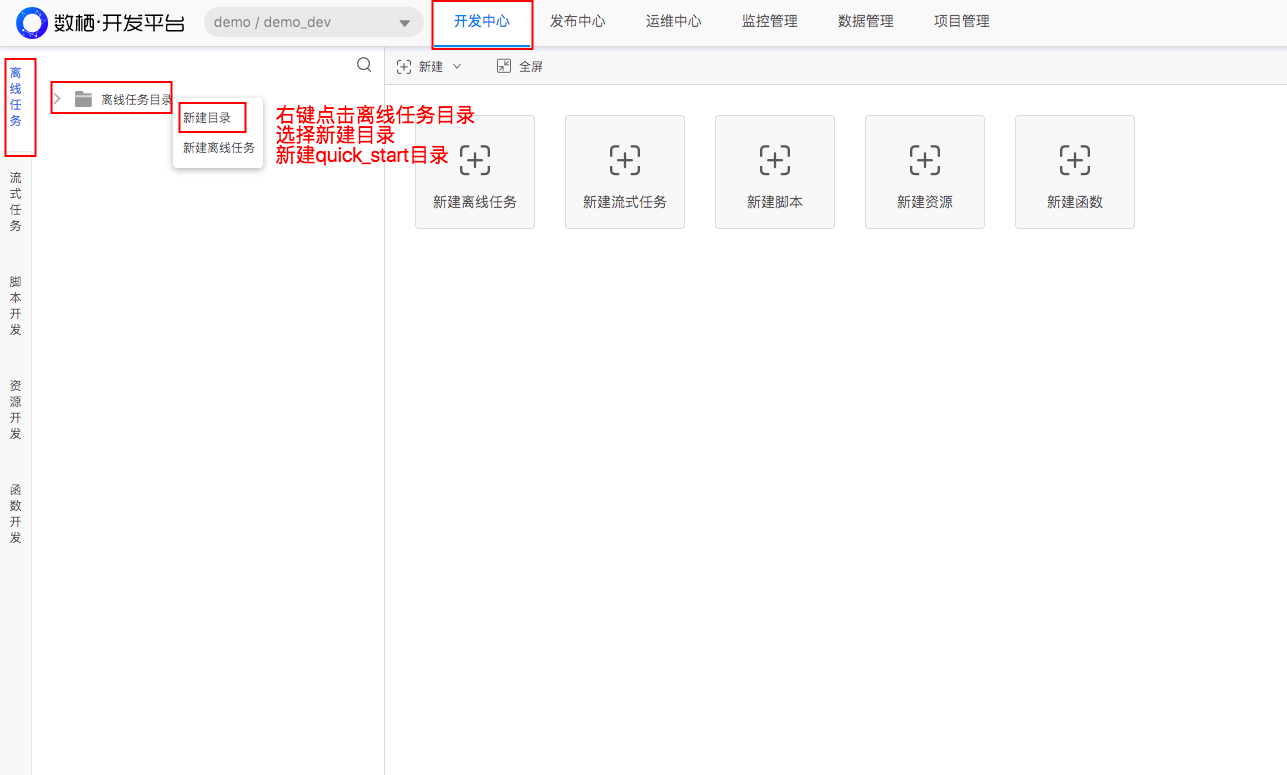 数栖·开发平台
demo / demo_dev
开发中心
发布中心
运维中心
监控管理
数据管理
项目管理
离线任务
流式任务
脚本开发
资源开发
函数开发
离线任务目录
新建目录
新建离线任务
新建
全屏
右键点击离线任务目录
选择新建目录
新建quick_start目录
新建离线任务
新建流式任务
新建脚本
新建资源
新建函数